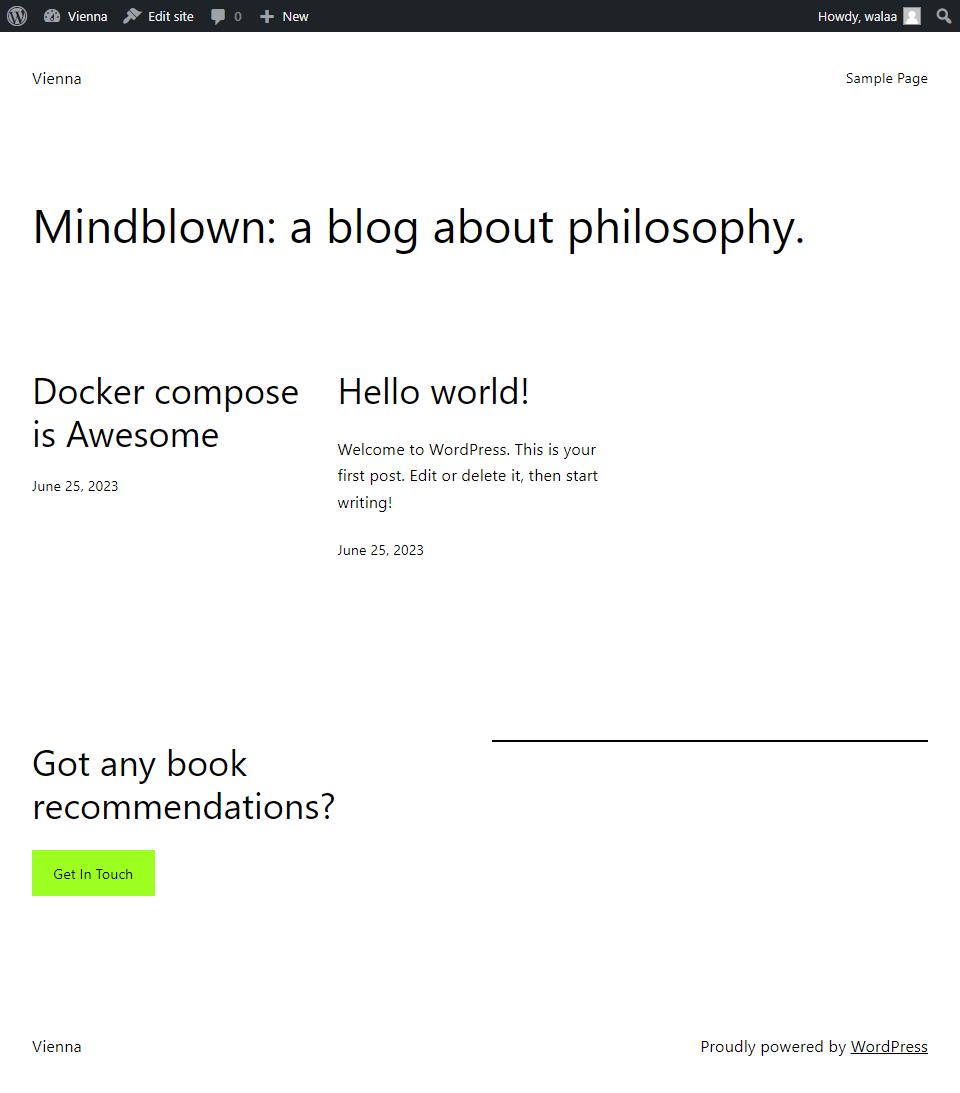 Vienna
Edit site
0
New
Howdy, walaa
Vienna
Sample Page
Mindblown: a blog about philosophy.
Docker compose
is Awesome
June 25, 2023
Hello world!
Welcome to WordPress. This is your
first post. Edit or delete it, then start
writing!
June 25, 2023
Got any book
recommendations?
Get In Touch
Vienna
Proudly powered by WordPress